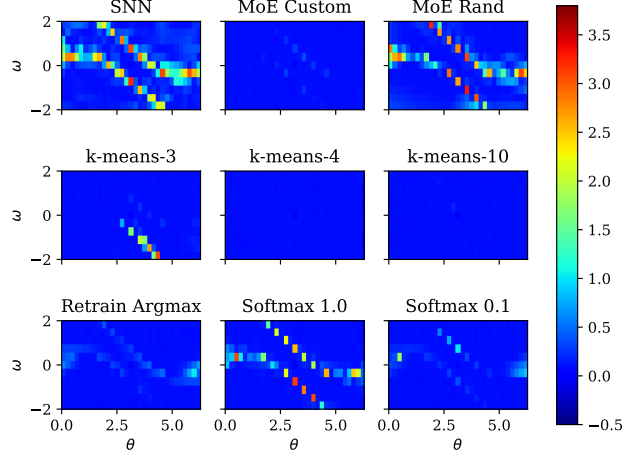 SNN MoE Custom MoE Rand
2
0
−2
ω
k-means-3 k-means-4 k-means-10
2
0
−2
ω
Retrain Argmax Softmax 1.0 Softmax 0.1
2
0
−2
ω
0.0 2.5 5.0 0.0 2.5 5.0 0.0 2.5 5.0
θ θ θ
3.5
3.0
2.5
2.0
1.5
1.0
0.5
0.0
−0.5